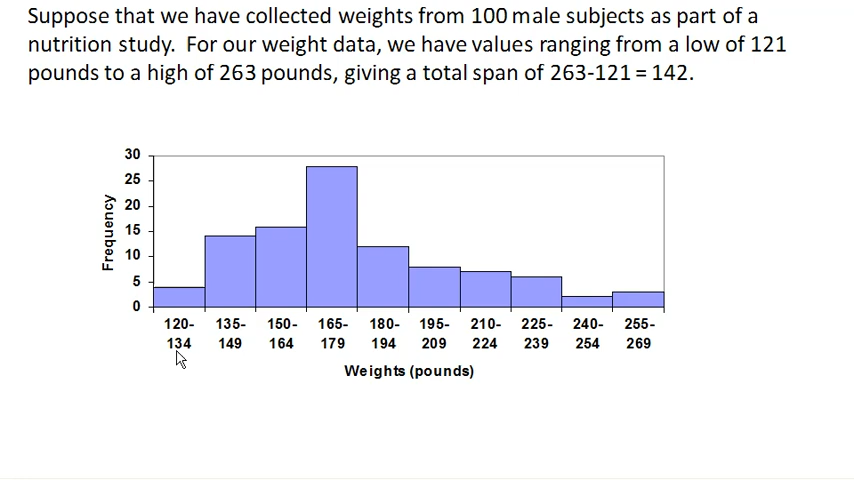 Suppose that we have collected weights from 100 male subjects as part of a
nutrition study. For our weight data, we have values ranging from a low of 121
pounds to a high of 263 pounds, giving a total span of 263-121 = 142.
30
25
20
15
10
5
0
Frequency
120- 135- 150- 165- 180- 195- 210- 225- 240- 255-
134 149 164 179 194 209 224 239 254 269
Weights (pounds)